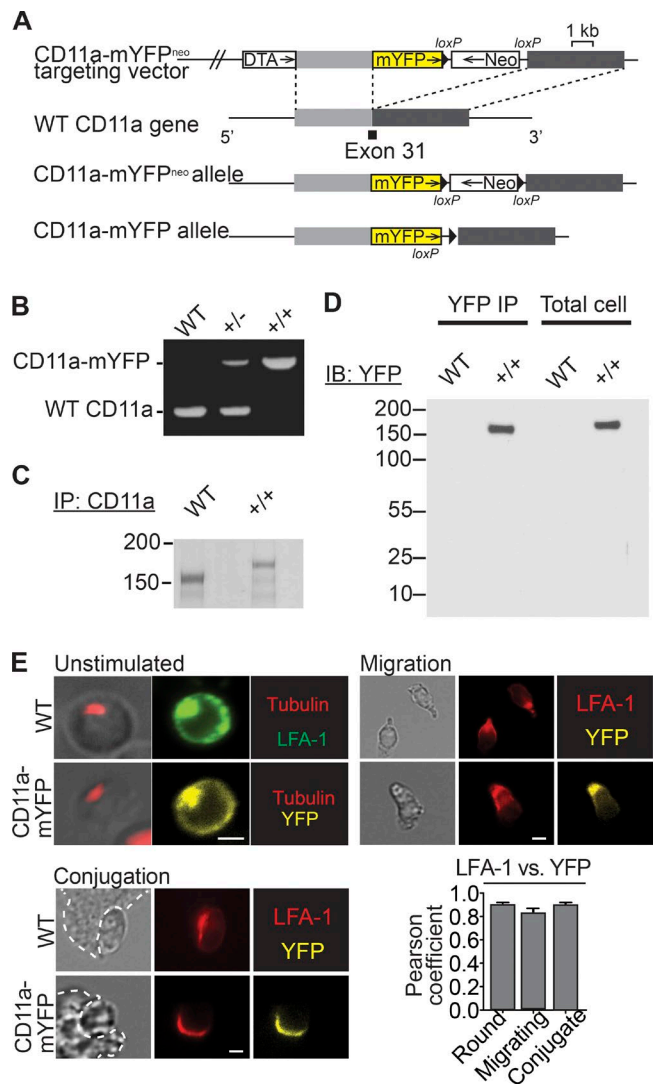 A
CD11a-mYFPneo
targeting vector
DTA
mYFP
loxP
Neo
loxP
1 kb
WT CD11a gene
5’
3’
Exon 31
CD11a-mYFPneo allele
mYFP
loxP
Neo
loxP
CD11a-mYFP allele
mYFP
loxP
B
WT
+/-
+/+
CD11a-mYFP
WT CD11a
C
IP: CD11a
WT
+/+
200
150
D
YFP IP
Total cell
IB: YFP
WT
+/+
WT
+/+
200
150
100
55
25
10
E
Unstimulated
WT
Tubulin
LFA-1
CD11a-
mYFP
Tubulin
YFP
Migration
LFA-1
YFP
Conjugation
WT
LFA-1
YFP
CD11a-
mYFP
LFA-1 vs. YFP
Pearson
coefficient
1.0
0.8
0.6
0.4
0.2
0.0
Round
Migrating
Conjugate